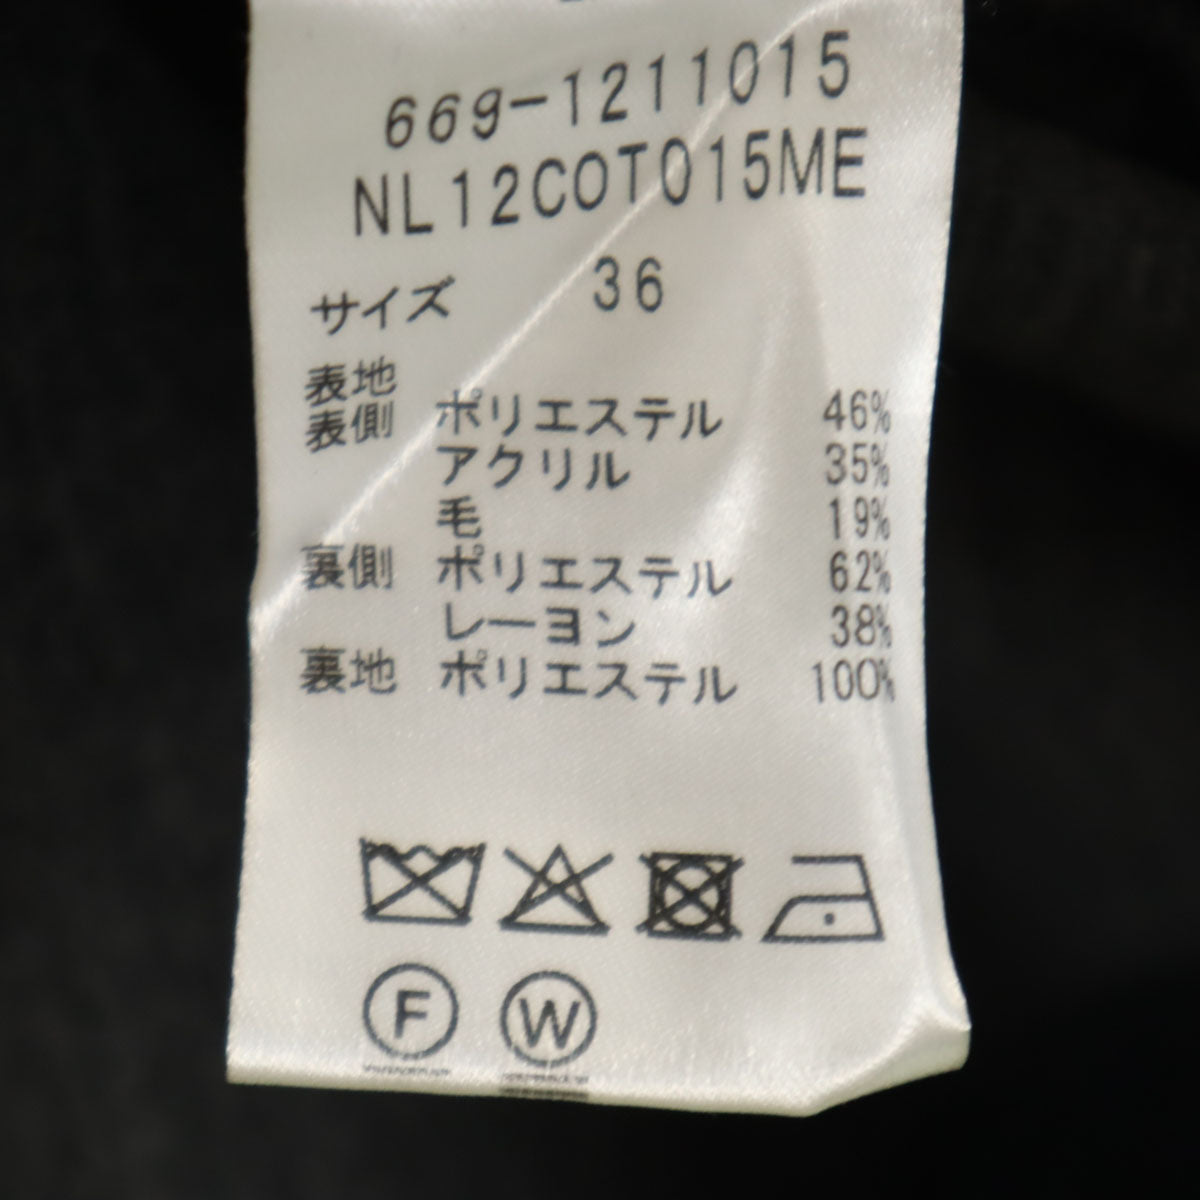 669-1211015
NL12COT015ME
サイズ 36
表地
表側 ポリエステル 46%
アクリル 35%
毛 19%
裏側 ポリエステル 62%
レーヨン 38%
裏地 ポリエステル 100%
F W